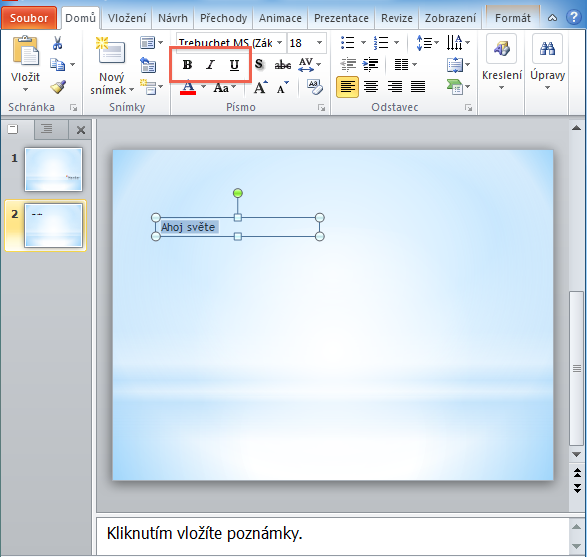 Soubor Domů Vložení Návrh Přechody Animace Prezentace Revize Zobrazení Formát
Trebuchet MS (Zák 18
B I U S abc AV
A Aa A A
Vložit
Nový
snímek
Kreslení Úpravy
Schránka Snímky Písmo Odstavec
1
2
Ahoj světe
Kliknutím vložíte poznámky.